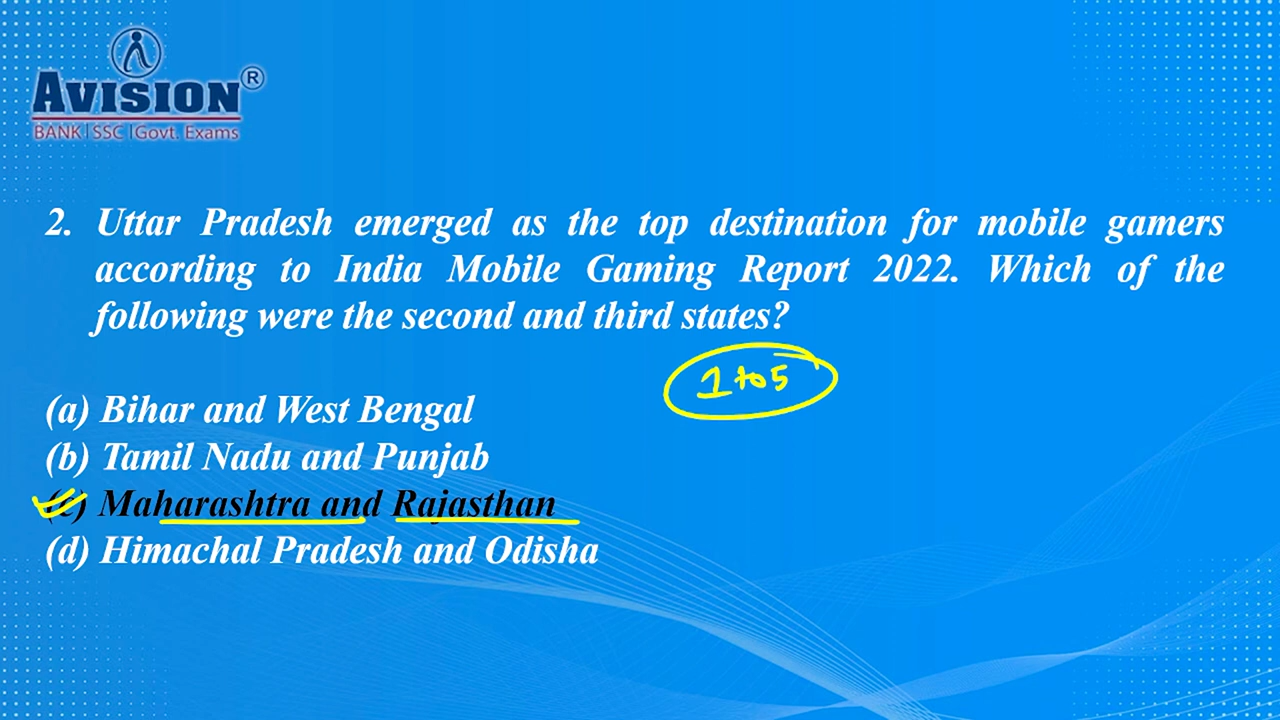 AVISION®
BANK | SSC | Govt. Exams
2. Uttar Pradesh emerged as the top destination for mobile gamers
according to India Mobile Gaming Report 2022. Which of the
following were the second and third states?
1 to 5
(a) Bihar and West Bengal
(b) Tamil Nadu and Punjab
(c) Maharashtra and Rajasthan
(d) Himachal Pradesh and Odisha